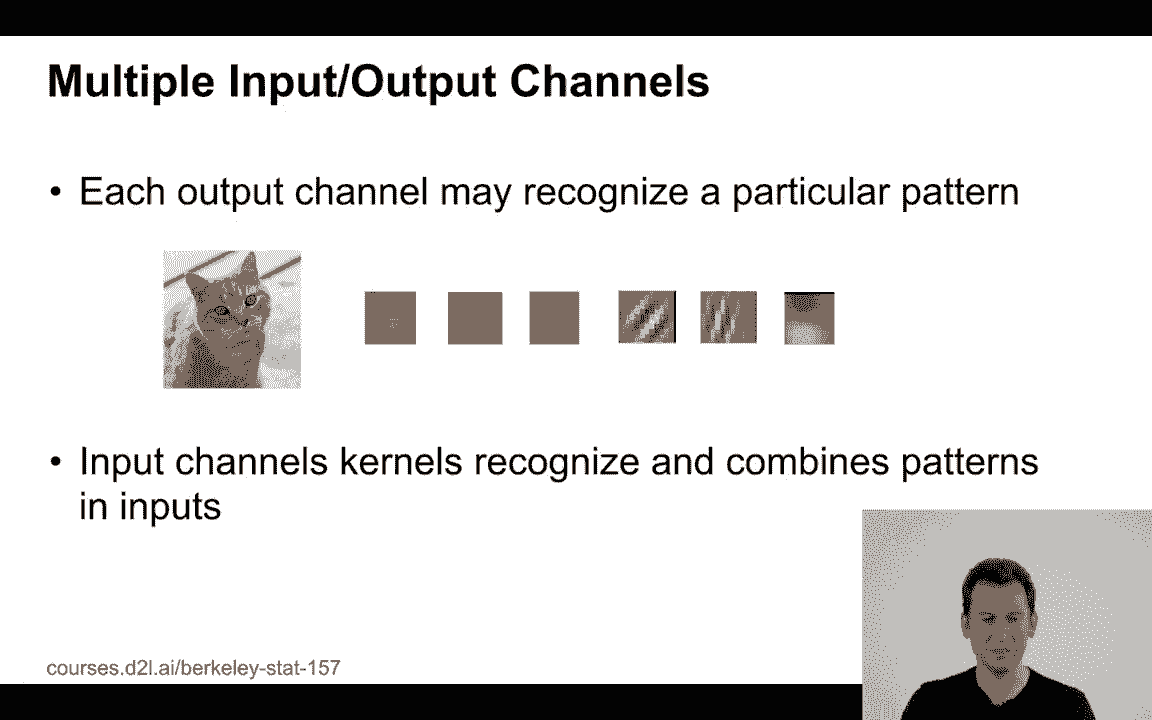 Multiple Input/Output Channels
• Each output channel may recognize a particular pattern
• Input channels kernels recognize and combines patterns
in inputs
courses.d2l.ai/berkeley-stat-157